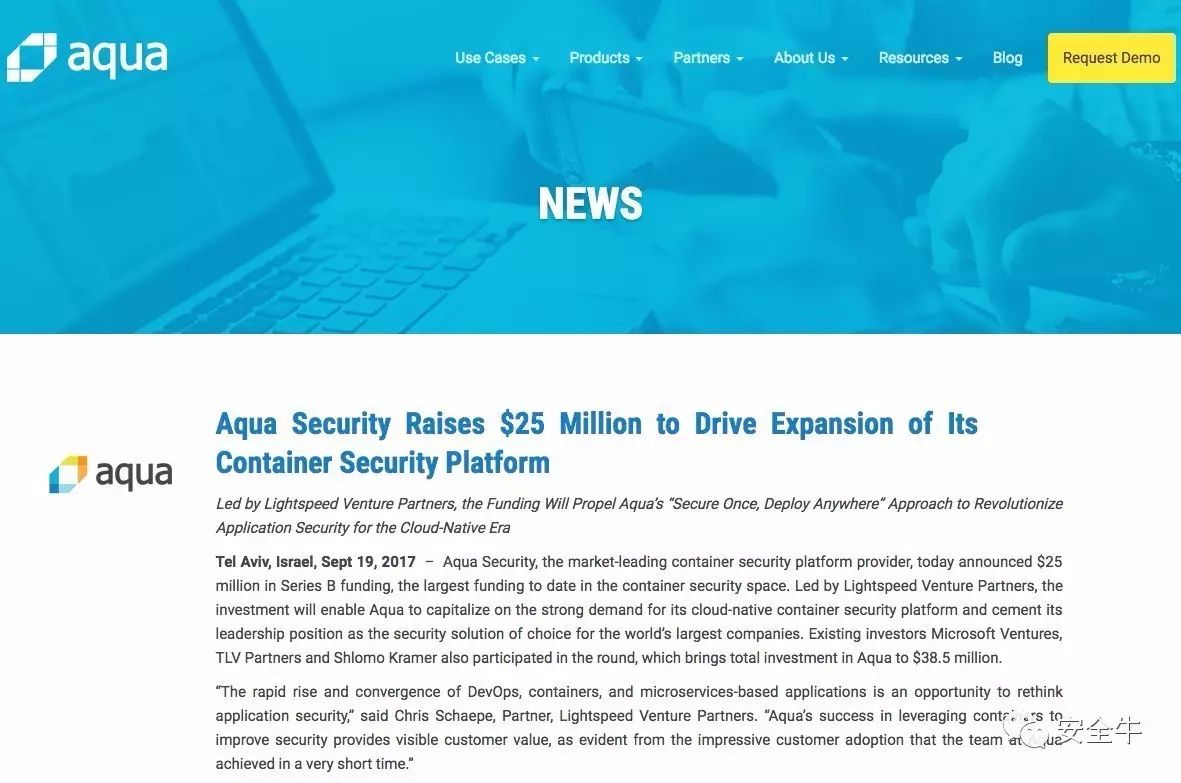 aqua
Use Cases Products Partners About Us Resources Blog Request Demo
NEWS
Aqua Security Raises $25 Million to Drive Expansion of Its
Container Security Platform
aqua
Led by Lightspeed Venture Partners, the Funding Will Propel Aqua's “Secure Once, Deploy Anywhere” Approach to Revolutionize
Application Security for the Cloud-Native Era
Tel Aviv, Israel, Sept 19, 2017 – Aqua Security, the market-leading container security platform provider, today announced $25
million in Series B funding, the largest funding to date in the container security space. Led by Lightspeed Venture Partners, the
investment will enable Aqua to capitalize on the strong demand for its cloud-native container security platform and cement its
leadership position as the security solution of choice for the world's largest companies. Existing investors Microsoft Ventures,
TLV Partners and Shlomo Kramer also participated in the round, which brings total investment in Aqua to $38.5 million.
“The rapid rise and convergence of DevOps, containers, and microservices-based applications is an opportunity to rethink
application security,” said Chris Schaepe, Partner, Lightspeed Venture Partners. “Aqua's success in leveraging to
improve security provides visible customer value, as evident from the impressive customer adoption that the team
achieved in a very short time.”
安全牛